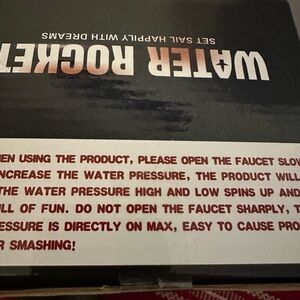 SET SAIL HAPPILY WITH DREAMS
WATER ROCKET
EN USING THE PRODUCT, PLEASE OPEN THE FAUCET SLOW
NCREASE THE WATER PRESSURE, THE PRODUCT WILL
THE WATER PRESSURE HIGH AND LOW SPINS UP AND
LL OF FUN. DO NOT OPEN THE FAUCET SHARPLY, T
ESSURE IS DIRECTLY ON MAX, EASY TO CAUSE PRO
R SMASHING!